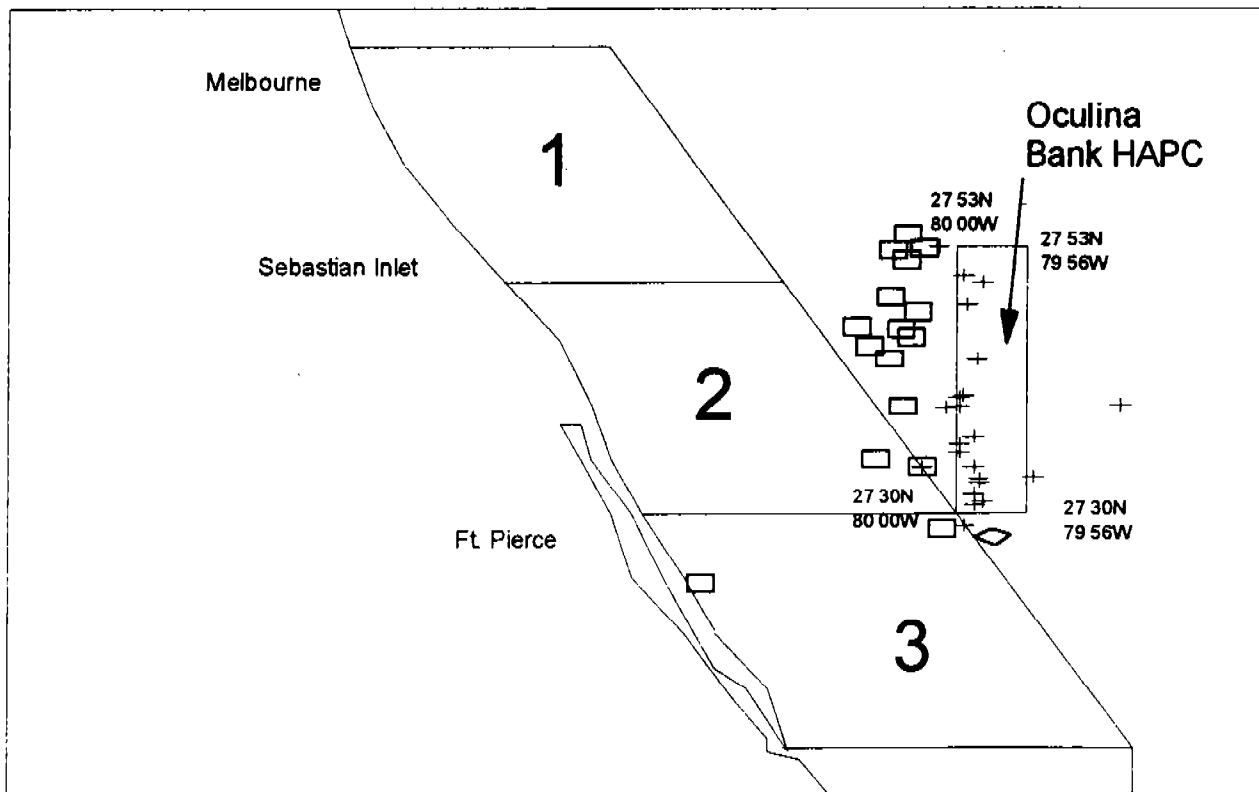 Melbourne
1
Oculina
Bank HAPC
27 53N
80 00W
27 53N
79 56W
Sebastian Inlet
2
27 30N
80 00W
27 30N
79 56W
Ft. Pierce
3